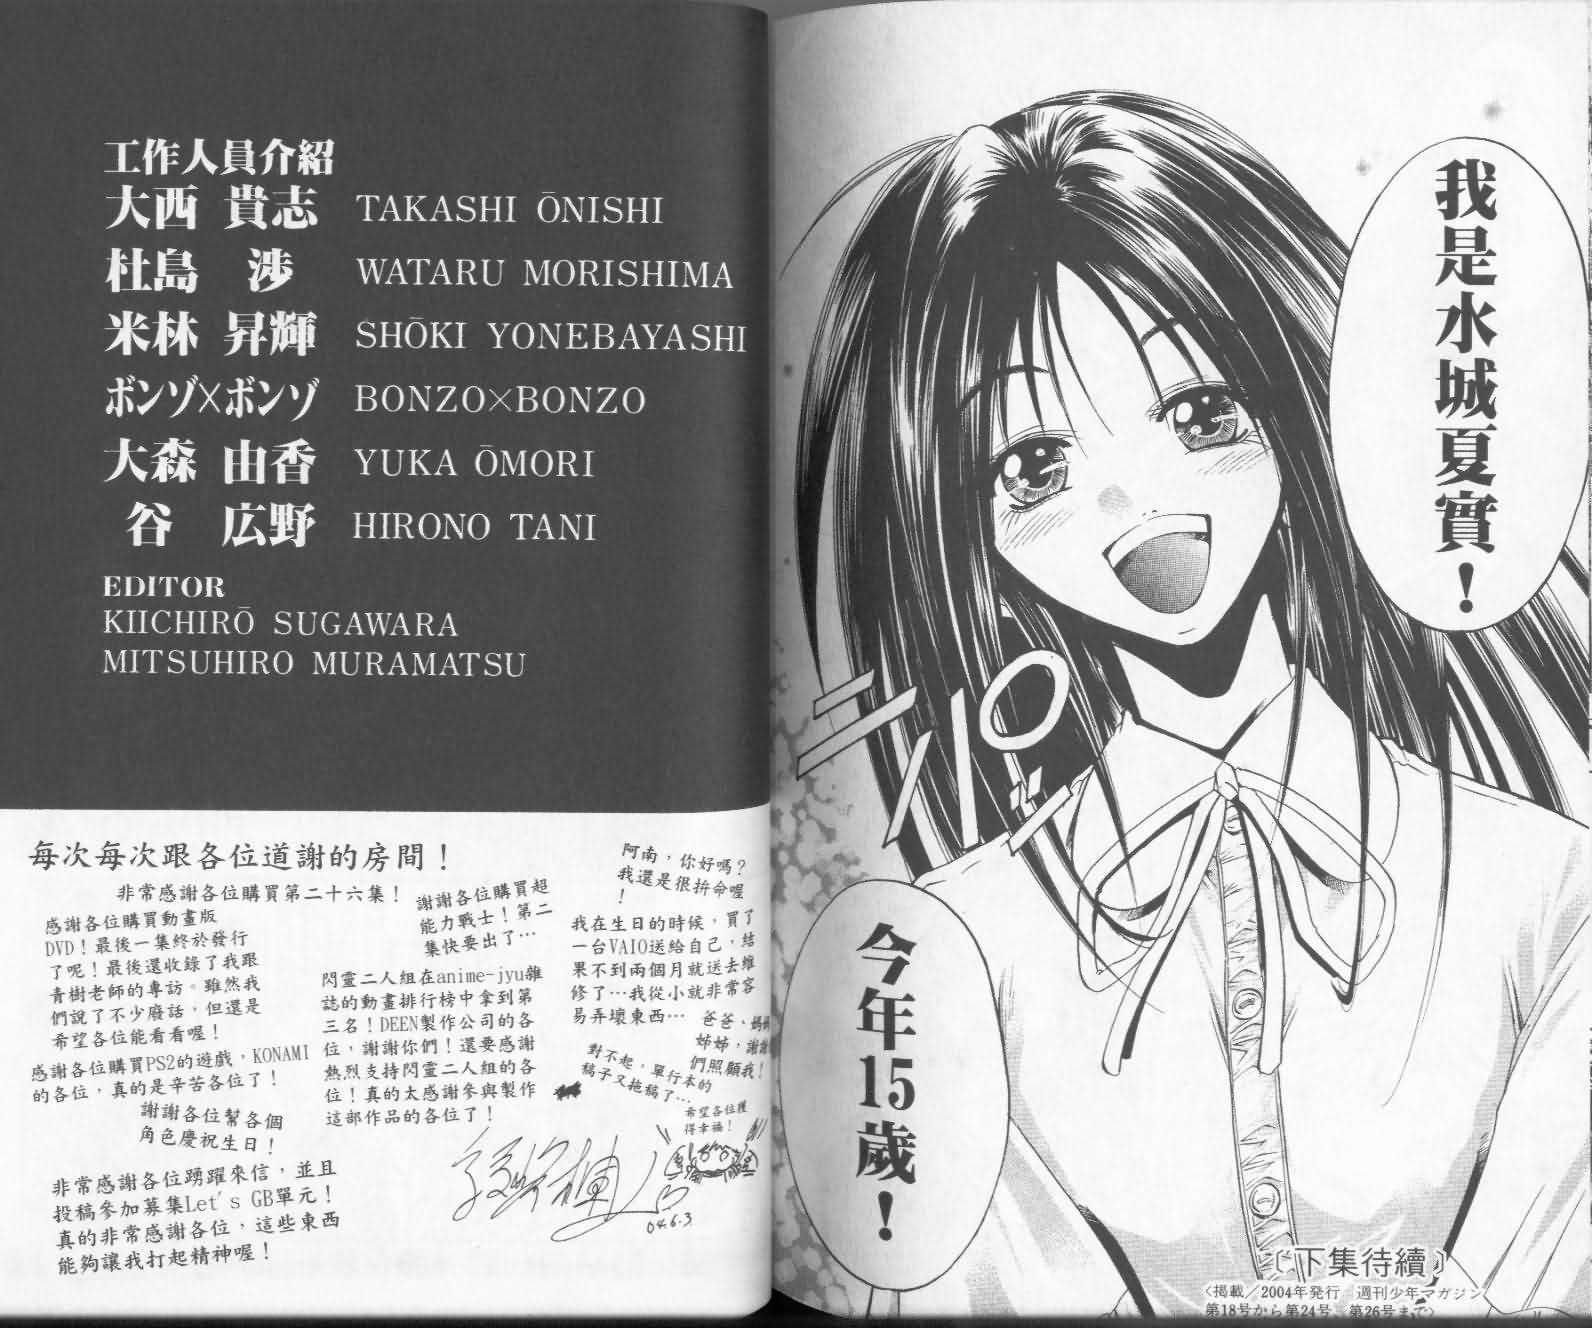 我是水城夏實！
今年15歲！
ミノ
パッ
〔下集待續〕
〈掲載／2004年発行　週刊少年マガジン
第18号から第24号、第26号まで〉
工作人員介紹
大西 貴志 TAKASHI ŌNISHI
杜島 渉 WATARU MORISHIMA
米林 昇輝 SHŌKI YONEBAYASHI
ボンゾ×ボンゾ BONZO×BONZO
大森 由香 YUKA ŌMORI
谷 広野 HIRONO TANI
EDITOR
KIICHIRŌ SUGAWARA
MITSUHIRO MURAMATSU
每次每次跟各位道謝的房間！
非常感謝各位購買第二十六集！
感謝各位購買動畫版
DVD！最後一集終於發行
了呢！最後還收錄了我跟
青樹老師的專訪。雖然我
們說了不少廢話，但還是
希望各位能看看喔！
感謝各位購買PS2的遊戲，KONAMI
的各位，真的是辛苦各位了！
謝謝各位幫各個
角色慶祝生日！
非常感謝各位踴躍來信，並且
投稿參加募集Let's GB單元！
真的非常感謝各位，這些東西
能夠讓我打起精神喔！
謝謝各位購買超
能力戰士！第二
集快要出了…
閃靈二人組在anime-jyu雜
誌的動畫排行榜中拿到第
三名！DEEN製作公司的各
位，謝謝你們！還要感謝
熱烈支持閃靈二人組的各
位！真的太感謝參與製作
這部作品的各位了！
阿南，你好嗎？
我還是很拚命喔
！
我在生日的時候，買了
一台VAIO送給自己，結
果不到兩個月就送去維
修了…我從小就非常容
易弄壞東西…
爸爸、媽媽
姊姊，謝謝
們照顧我！
對不起，單行本的
稿子又拖稿了…
希望各位獲
得幸福！
04.6.3